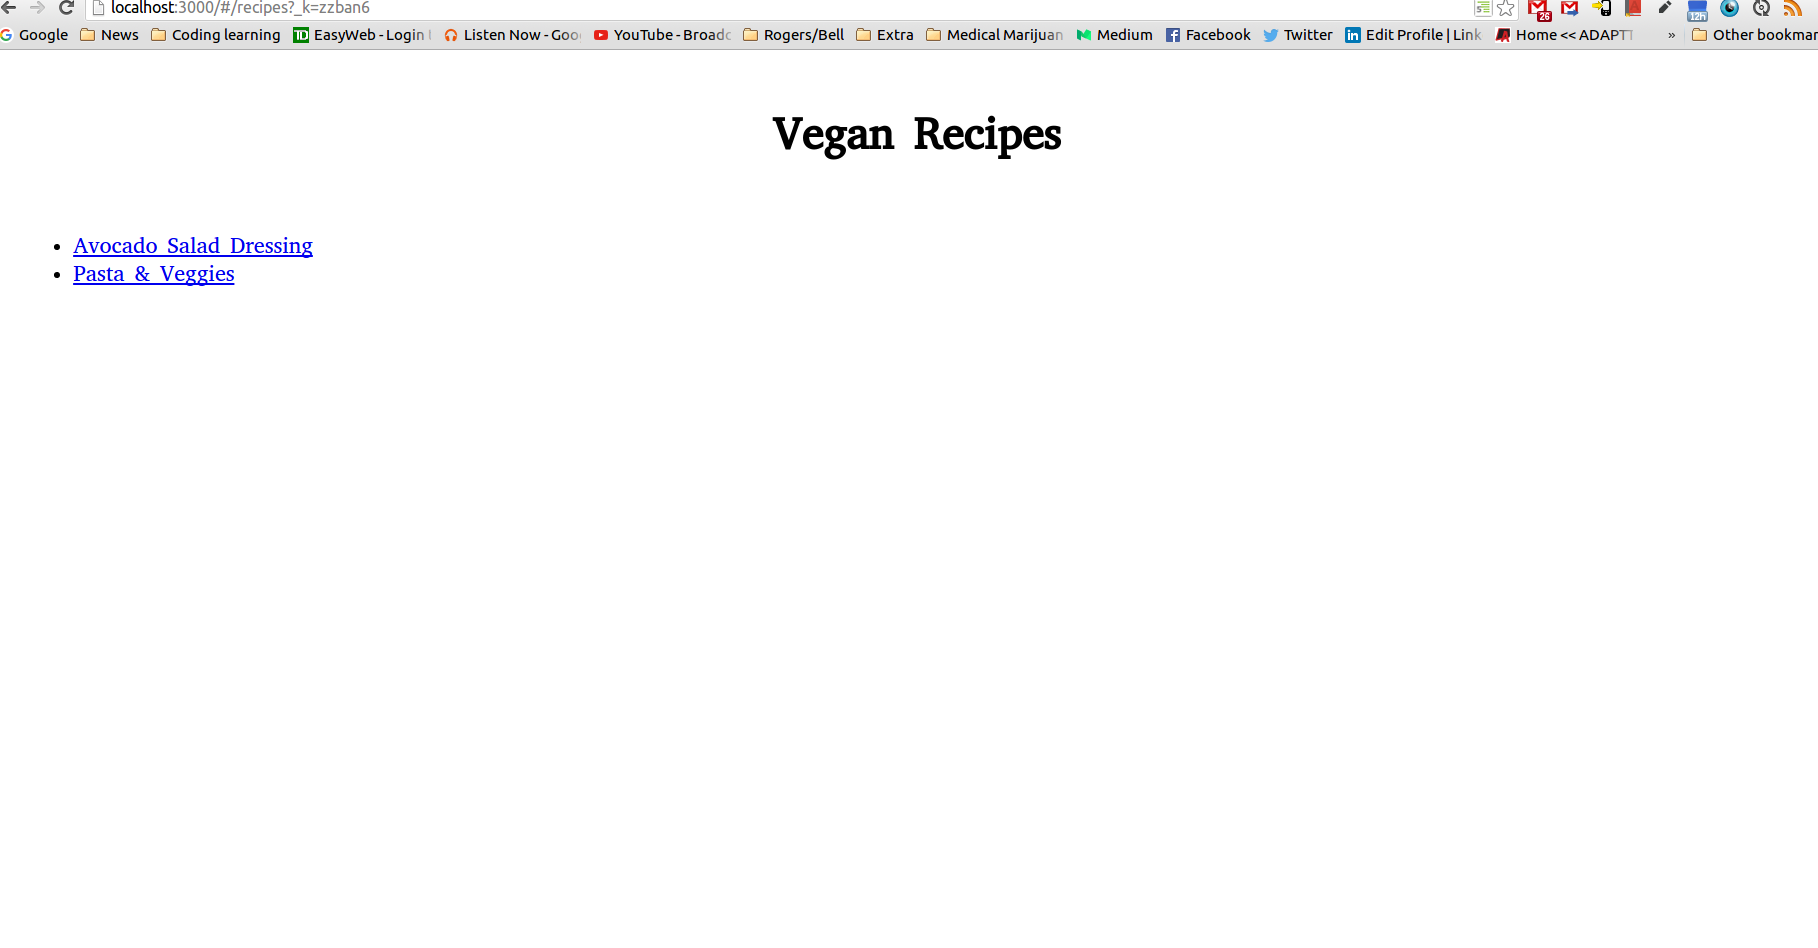 localhost:3000/#/recipes?_k=zzban6
26
12h
Google News Coding learning EasyWeb - Login Listen Now - Goo YouTube - Broadc Rogers/Bell Extra Medical Marijuan Medium Facebook Twitter Edit Profile | Link Home << ADAPTT » Other bookmar
Vegan Recipes
• Avocado Salad Dressing
• Pasta & Veggies